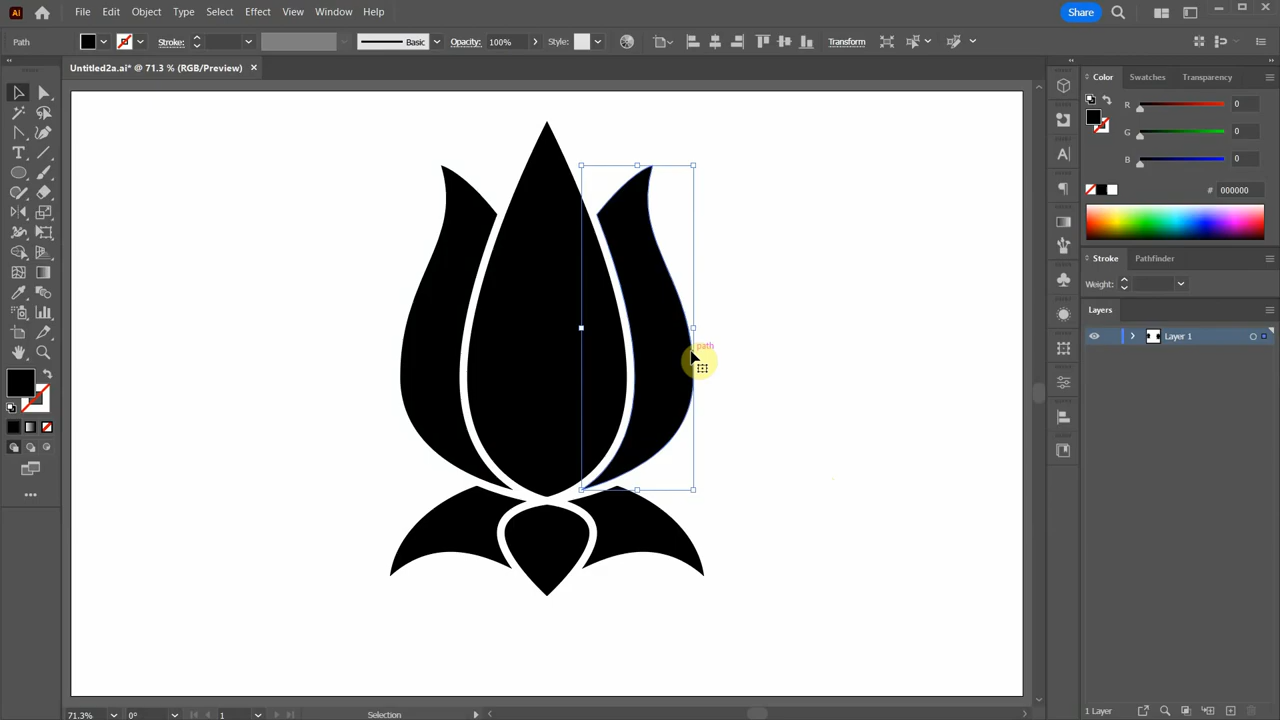 Ai File Edit Object Type Select Effect View Window Help Share
Path Stroke: Basic Opacity: 100% Style: Transform
Untitled2a.ai* @ 71.3 % (RGB/Preview) ×
Color Swatches Transparency
R 0
G 0
B 0
# 000000
Stroke Pathfinder
Weight:
Layers
Layer 1
path
71.3% 0° 1 Selection
1 Layer